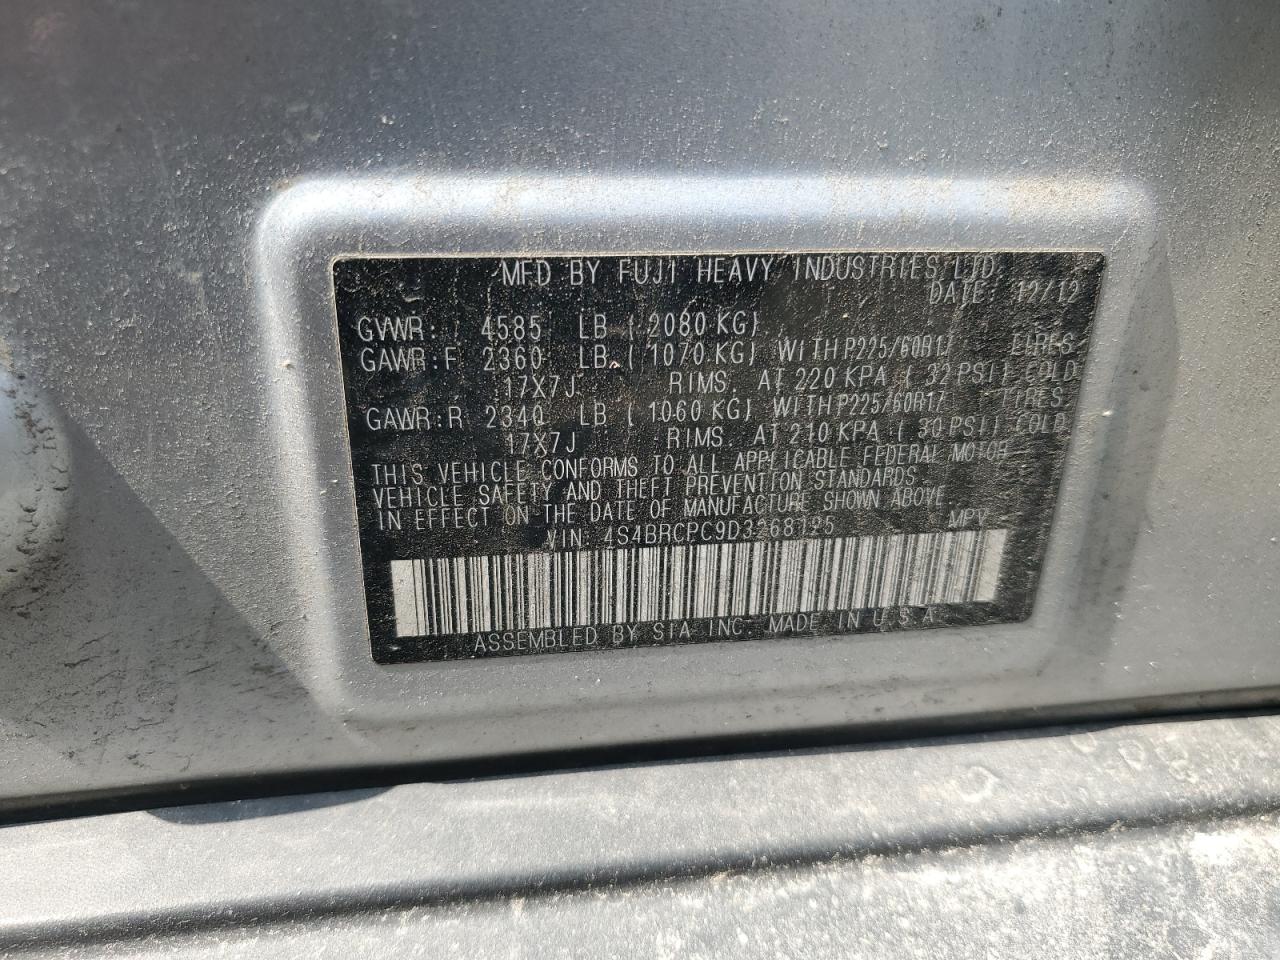 MFD BY FUJI HEAVY INDUSTRIES LTD.
DATE: 12/12
GVWR: 4585 LB ( 2080 KG)
GAWR:F 2360 LB ( 1070 KG) WITH P225/60R17 TIRES
17X7J RIMS. AT 220 KPA ( 32 PSI) COLD
GAWR:R 2340 LB ( 1060 KG) WITH P225/60R17 TIRES
17X7J RIMS. AT 210 KPA ( 30 PSI) COLD
THIS VEHICLE CONFORMS TO ALL APPLICABLE FEDERAL MOTOR
VEHICLE SAFETY AND THEFT PREVENTION STANDARDS
IN EFFECT ON THE DATE OF MANUFACTURE SHOWN ABOVE.
VIN: 4S4BRCPC9D3268125 MPV
ASSEMBLED BY SIA INC. MADE IN U.S.A.